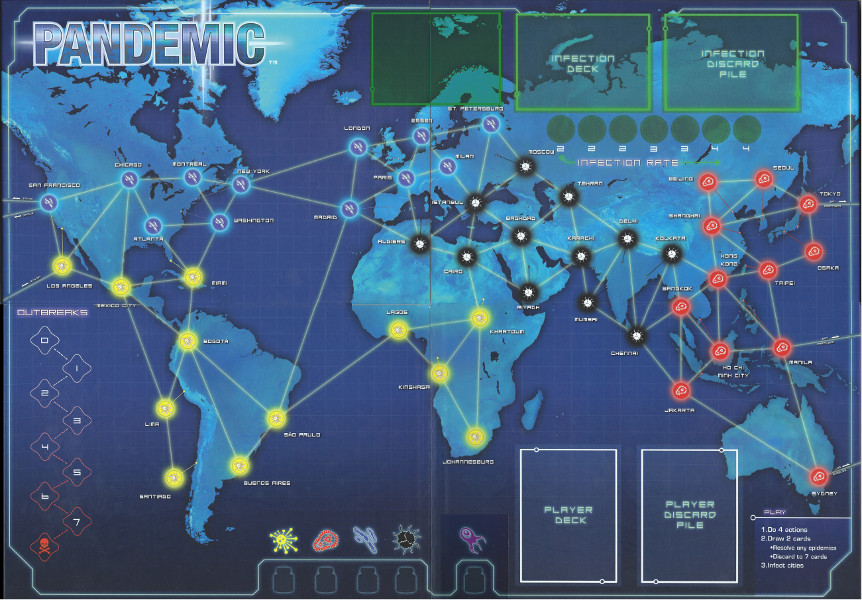 PANDEMIC™
INFECTION
DECK
INFECTION
DISCARD
PILE
2 2 2 3 3 4 4
INFECTION RATE
ST. PETERSBURG
ESSEN
LONDON
MOSCOW
MILAN
CHICAGO
MONTRÉAL
NEW YORK
PARIS
SEOUL
BEIJING
SAN FRANCISCO
TEHRAN
TOKYO
ISTANBUL
MADRID
WASHINGTON
BAGHDAD
SHANGHAI
ATLANTA
ALGIERS
KARACHI
DELHI
KOLKATA
HONG
KONG
OSAKA
CAIRO
TAIPEI
LOS ANGELES
MIAMI
BANGKOK
MEXICO CITY
RIYADH
MUMBAI
OUTBREAKS
LAGOS
KHARTOUM
0
BOGOTÁ
CHENNAI
MANILA
1
HO CHI
MINH CITY
KINSHASA
2
JAKARTA
3
LIMA
SÃO PAULO
4
JOHANNESBURG
5
BUENOS AIRES
SANTIAGO
SYDNEY
6
7
PLAYER
DECK
PLAYER
DISCARD
PILE
PLAY
1.Do 4 actions
2.Draw 2 cards
•Resolve any epidemics
•Discard to 7 cards
3.Infect cities